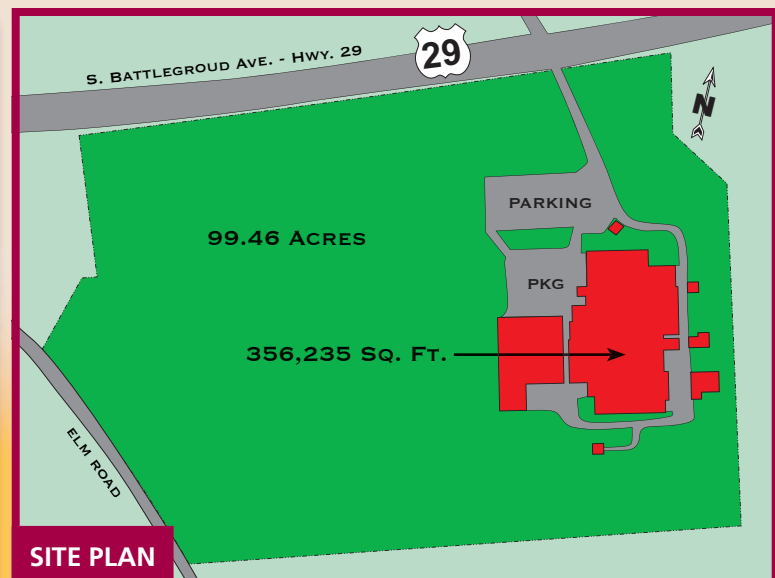 S. BATTLEGROUD AVE. - HWY. 29
29
N
PARKING
99.46 ACRES
PKG
356,235 SQ. FT.
ELM ROAD
SITE PLAN